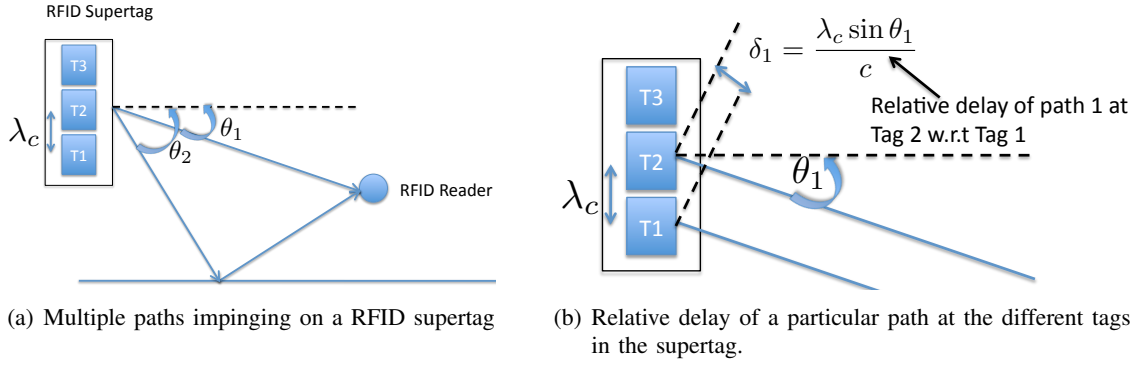 RFID Supertag
T3
T2
T1
λc
θ1
θ2
RFID Reader
(a) Multiple paths impinging on a RFID supertag
δ1 = λc sin θ1 / c
Relative delay of path 1 at
Tag 2 w.r.t Tag 1
T3
T2
T1
λc
θ1
(b) Relative delay of a particular path at the different tags
in the supertag.